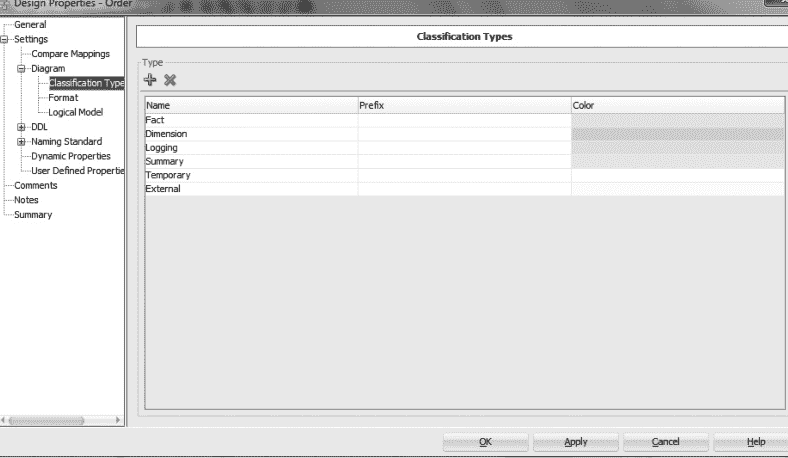 Design Properties - Order
General
Settings
Compare Mappings
Diagram
Classification Type
Format
Logical Model
DDL
Naming Standard
Dynamic Properties
User Defined Propertie
Comments
Notes
Summary
Classification Types
Type
Name Prefix Color
Fact
Dimension
Logging
Summary
Temporary
External
OK Apply Cancel Help